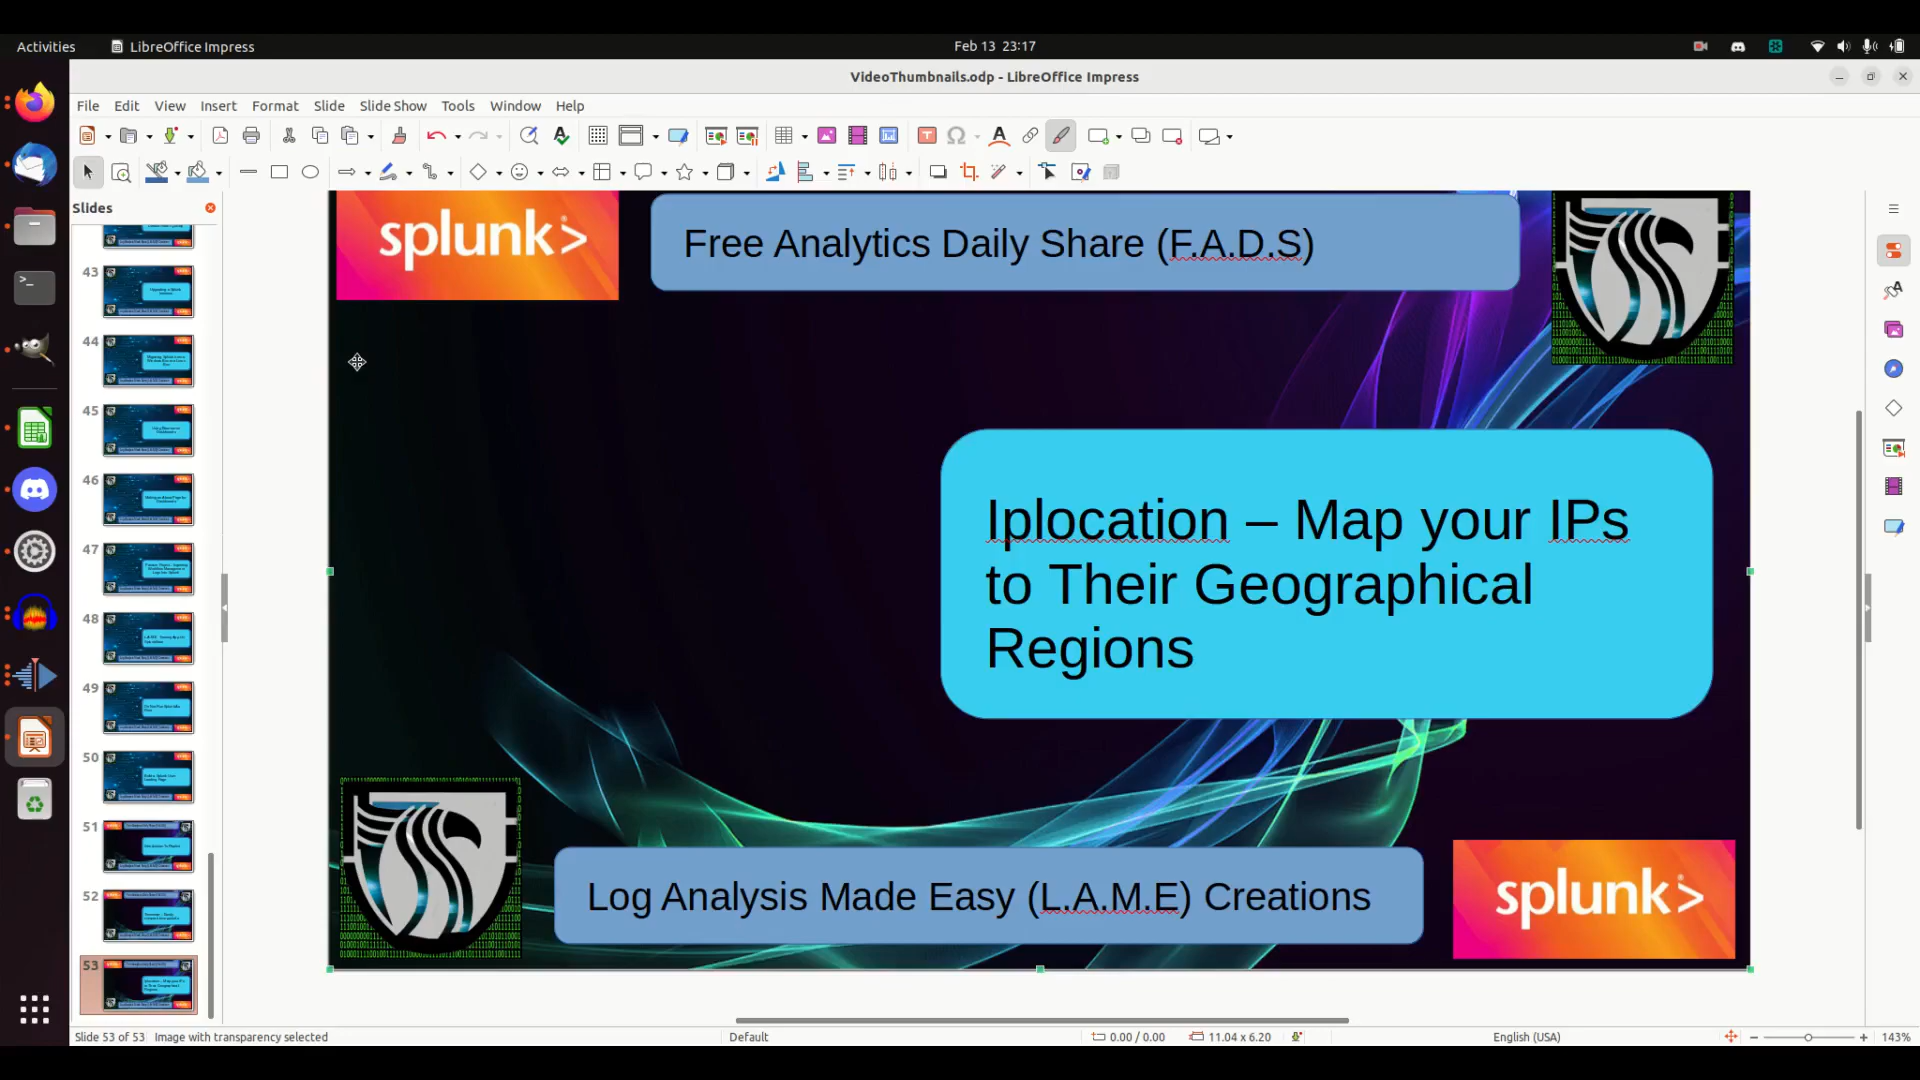 Activities
LibreOffice Impress
Feb 13 23:17
VideoThumbnails.odp - LibreOffice Impress
File Edit View Insert Format Slide Slide Show Tools Window Help
Slides
43
44
45
46
47
48
49
50
51
52
53
splunk>
Free Analytics Daily Share (F.A.D.S)
Iplocation – Map your IPs
to Their Geographical
Regions
Log Analysis Made Easy (L.A.M.E) Creations
splunk>
Slide 53 of 53
Image with transparency selected
Default
0.00 / 0.00
11.04 x 6.20
English (USA)
143%